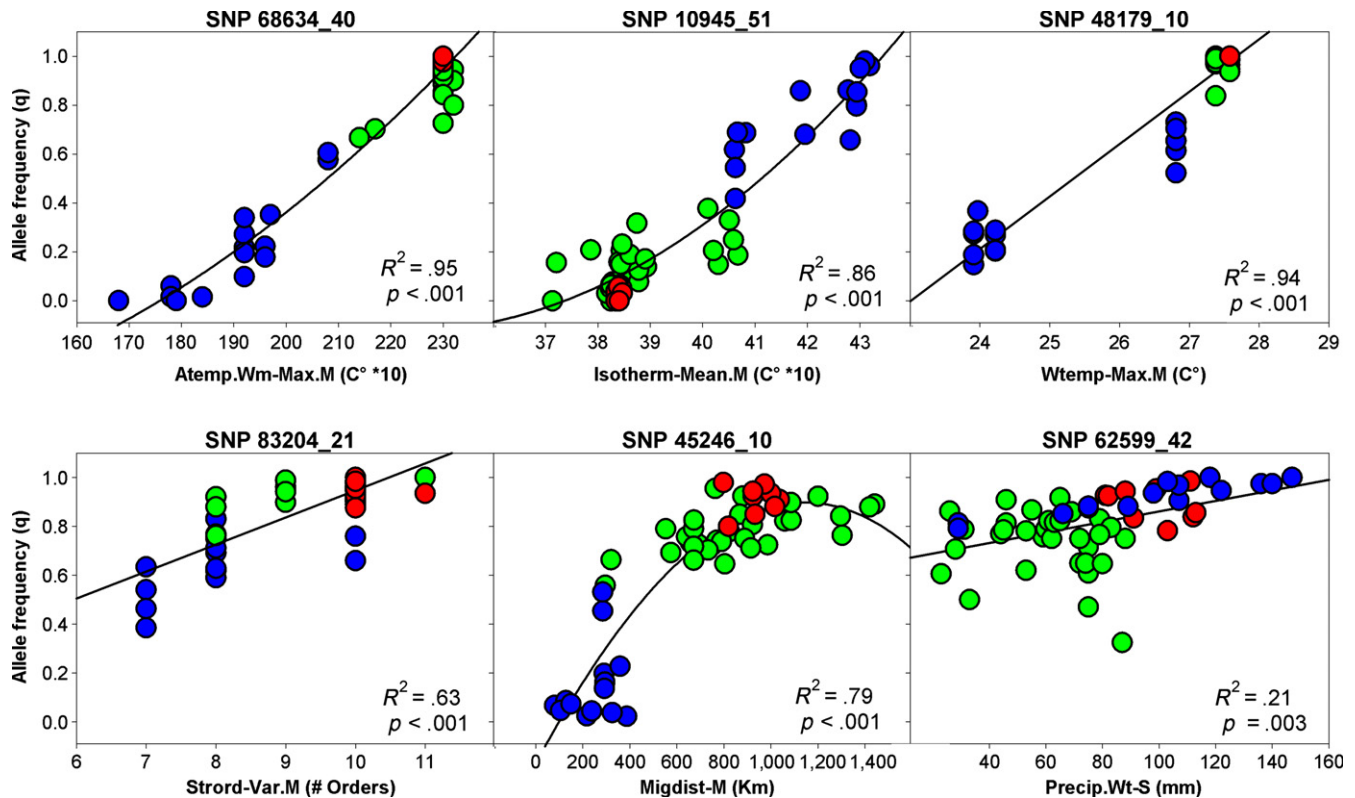 SNP 68634_40
SNP 10945_51
SNP 48179_10
Allele frequency (q)
1.0
0.8
0.6
0.4
0.2
0.0
R² = .95
p < .001
R² = .86
p < .001
R² = .94
p < .001
160 170 180 190 200 210 220 230
37 38 39 40 41 42 43
24 25 26 27 28 29
Atemp.Wm-Max.M (C° *10)
Isotherm-Mean.M (C° *10)
Wtemp-Max.M (C°)
SNP 83204_21
SNP 45246_10
SNP 62599_42
Allele frequency (q)
1.0
0.8
0.6
0.4
0.2
0.0
R² = .63
p < .001
R² = .79
p < .001
R² = .21
p = .003
6 7 8 9 10 11
0 200 400 600 800 1,000 1,200 1,400
40 60 80 100 120 140 160
Strord-Var.M (# Orders)
Migdist-M (Km)
Precip.Wt-S (mm)